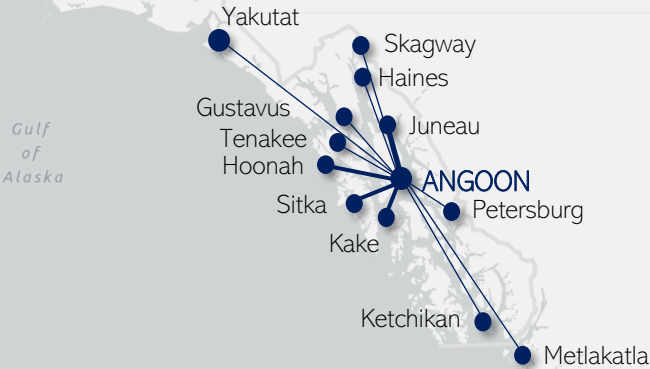 Yakutat
Skagway
Haines
Gustavus
Juneau
Gulf
of
Alaska
Tenakee
Hoonah
ANGOON
Sitka
Petersburg
Kake
Ketchikan
Metlakatla